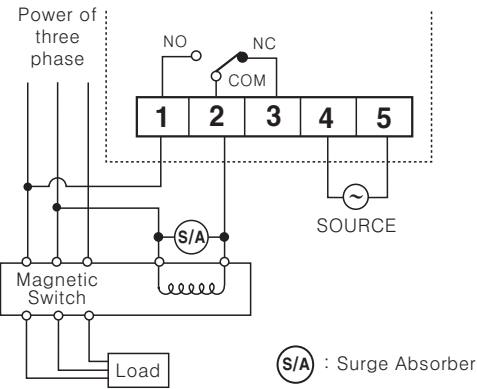 Power of
three
phase
NO
NC
COM
1 2 3 4 5
~
SOURCE
S/A
Magnetic
Switch
Load
S/A : Surge Absorber